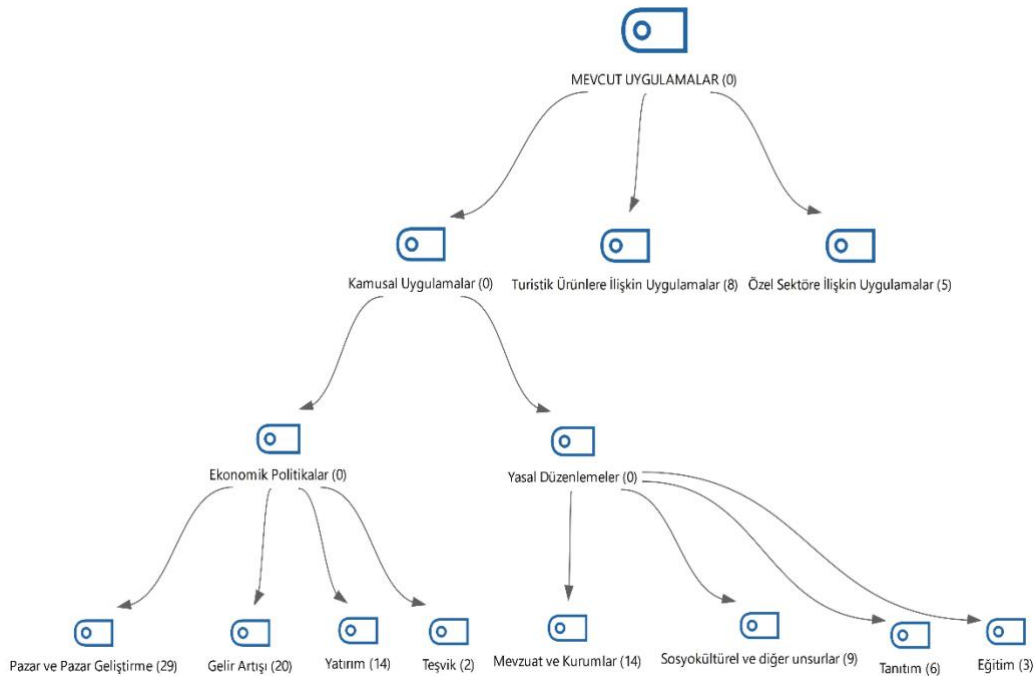 MEVCUT UYGULAMALAR (0)
Kamusal Uygulamalar (0)
Turistik Ürünlere İlişkin Uygulamalar (8)
Özel Sektöre İlişkin Uygulamalar (5)
Ekonomik Politikalar (0)
Yasal Düzenlemeler (0)
Pazar ve Pazar Geliştirme (29)
Gelir Artışı (20)
Yatırım (14)
Teşvik (2)
Mevzuat ve Kurumlar (14)
Sosyokültürel ve diğer unsurlar (9)
Tanıtım (6)
Eğitim (3)